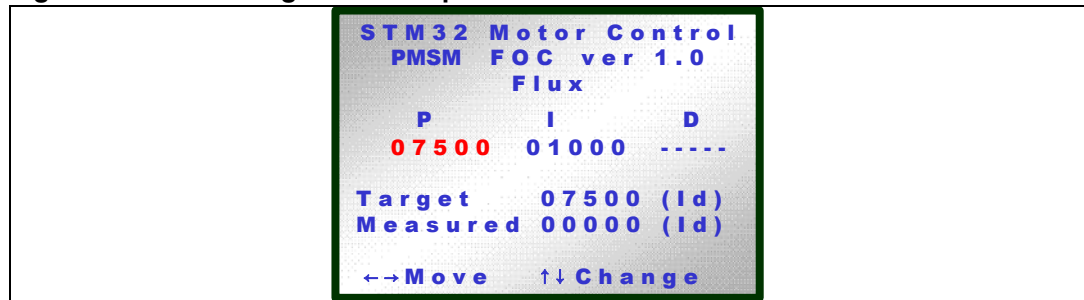 STM32 Motor Control
PMSM FOC ver 1.0
Flux
P I D
07500 01000 -----
Target 07500 (Id)
Measured 00000 (Id)
←→Move ↑↓Change